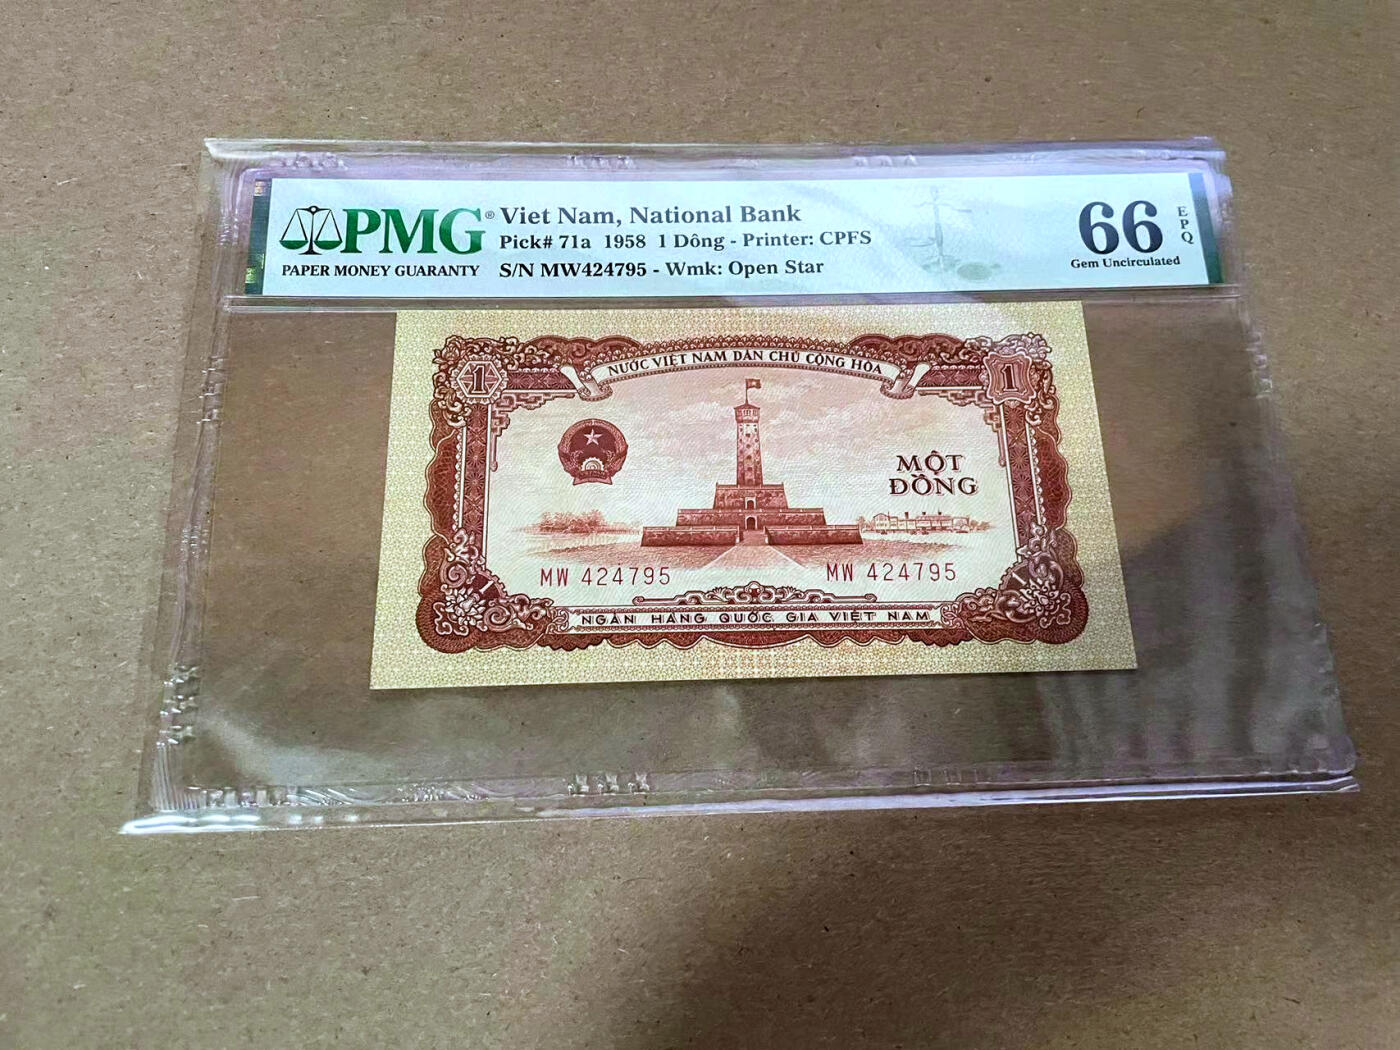 PMG®
PAPER MONEY GUARANTY
Viet Nam, National Bank
Pick# 71a 1958 1 Dông - Printer: CPFS
S/N MW424795 - Wmk: Open Star
66
EPQ
Gem Uncirculated
NƯỚC VIỆT NAM DÂN CHỦ CỘNG HÒA
1
1
MỘT
ĐỒNG
MW 424795
MW 424795
1
1
NGÂN HÀNG QUỐC GIA VIỆT NAM